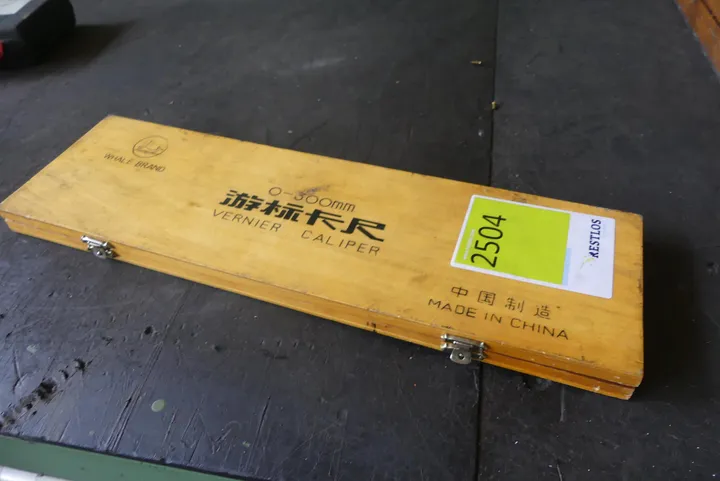 WHALE BRAND
0-300mm
游标卡尺
VERNIER CALIPER
2504
RESTLOS
中国制造
MADE IN CHINA